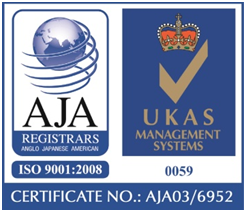 AJA
REGISTRARS
ANGLO JAPANESE AMERICAN
ISO 9001:2008
UKAS
MANAGEMENT
SYSTEMS
0059
CERTIFICATE NO.: AJA03/6952